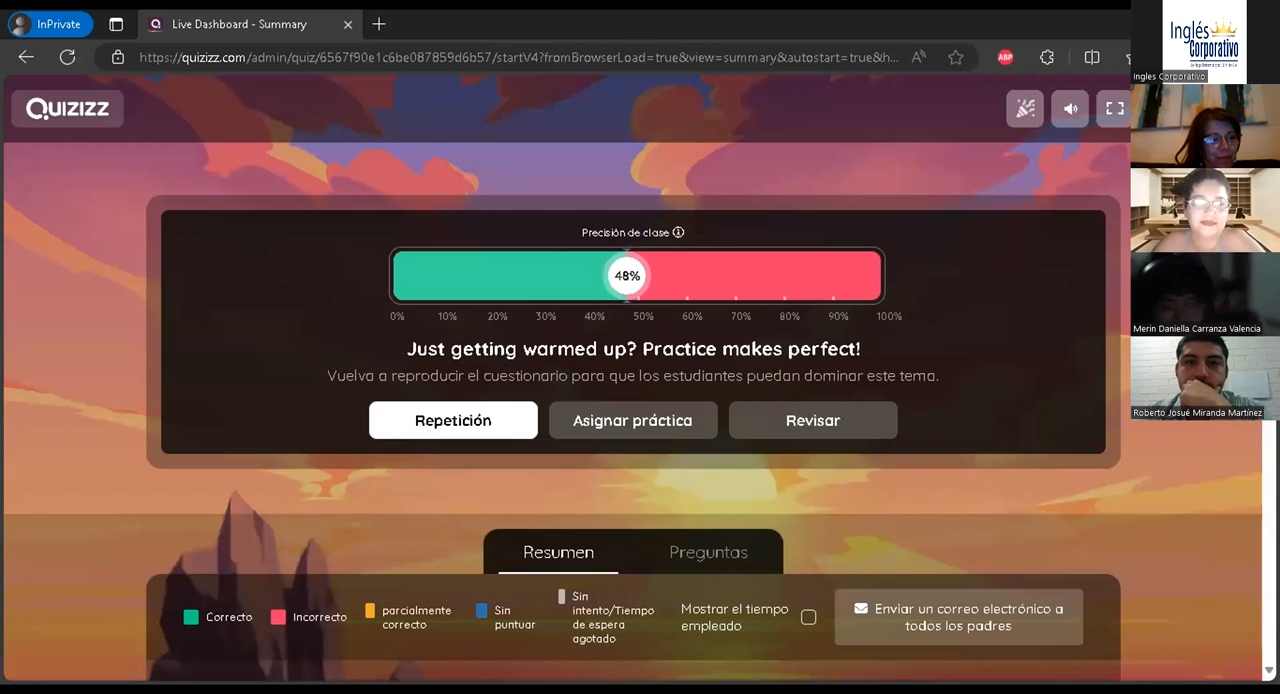 InPrivate
Live Dashboard - Summary
https://quizizz.com/admin/quiz/6567f90e1c6be087859d6b57/startV4?fromBrowserLoad=true&view=summary&autostart=true&h...
ABP
QUIZIZZ
Inglés
Corporativo
Ingles Corporativo
Precisión de clase
48%
0% 10% 20% 30% 40% 50% 60% 70% 80% 90% 100%
Just getting warmed up? Practice makes perfect!
Vuelva a reproducir el cuestionario para que los estudiantes puedan dominar este tema.
Repetición
Asignar práctica
Revisar
Merin Daniella Carranza Valencia
Roberto Josué Miranda Martínez
Resumen
Preguntas
Correcto
Incorrecto
parcialmente
correcto
Sin
puntuar
Sin
intento/Tiempo
de espera
agotado
Mostrar el tiempo
empleado
Enviar un correo electrónico a
todos los padres